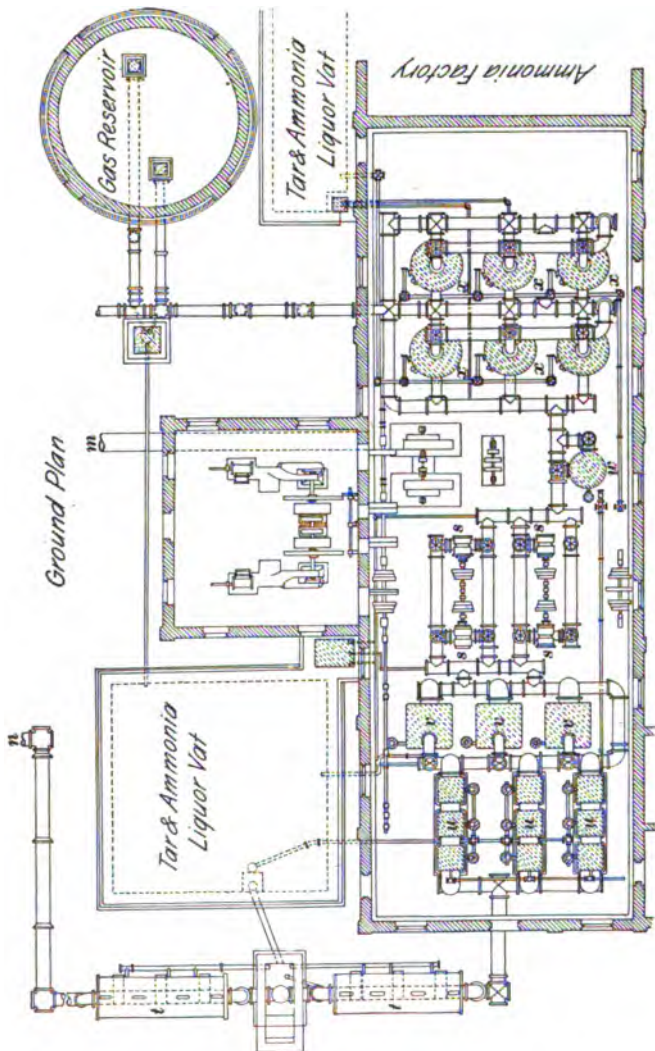 Ground Plan
Gas Reservoir
Tar & Ammonia
Liquor Vat
Ammonia Factory
m
n
Tar & Ammonia
Liquor Vat
t
t
u
u
u
v
v
v
s
s
s
s
w
x
x
x
x
x
x